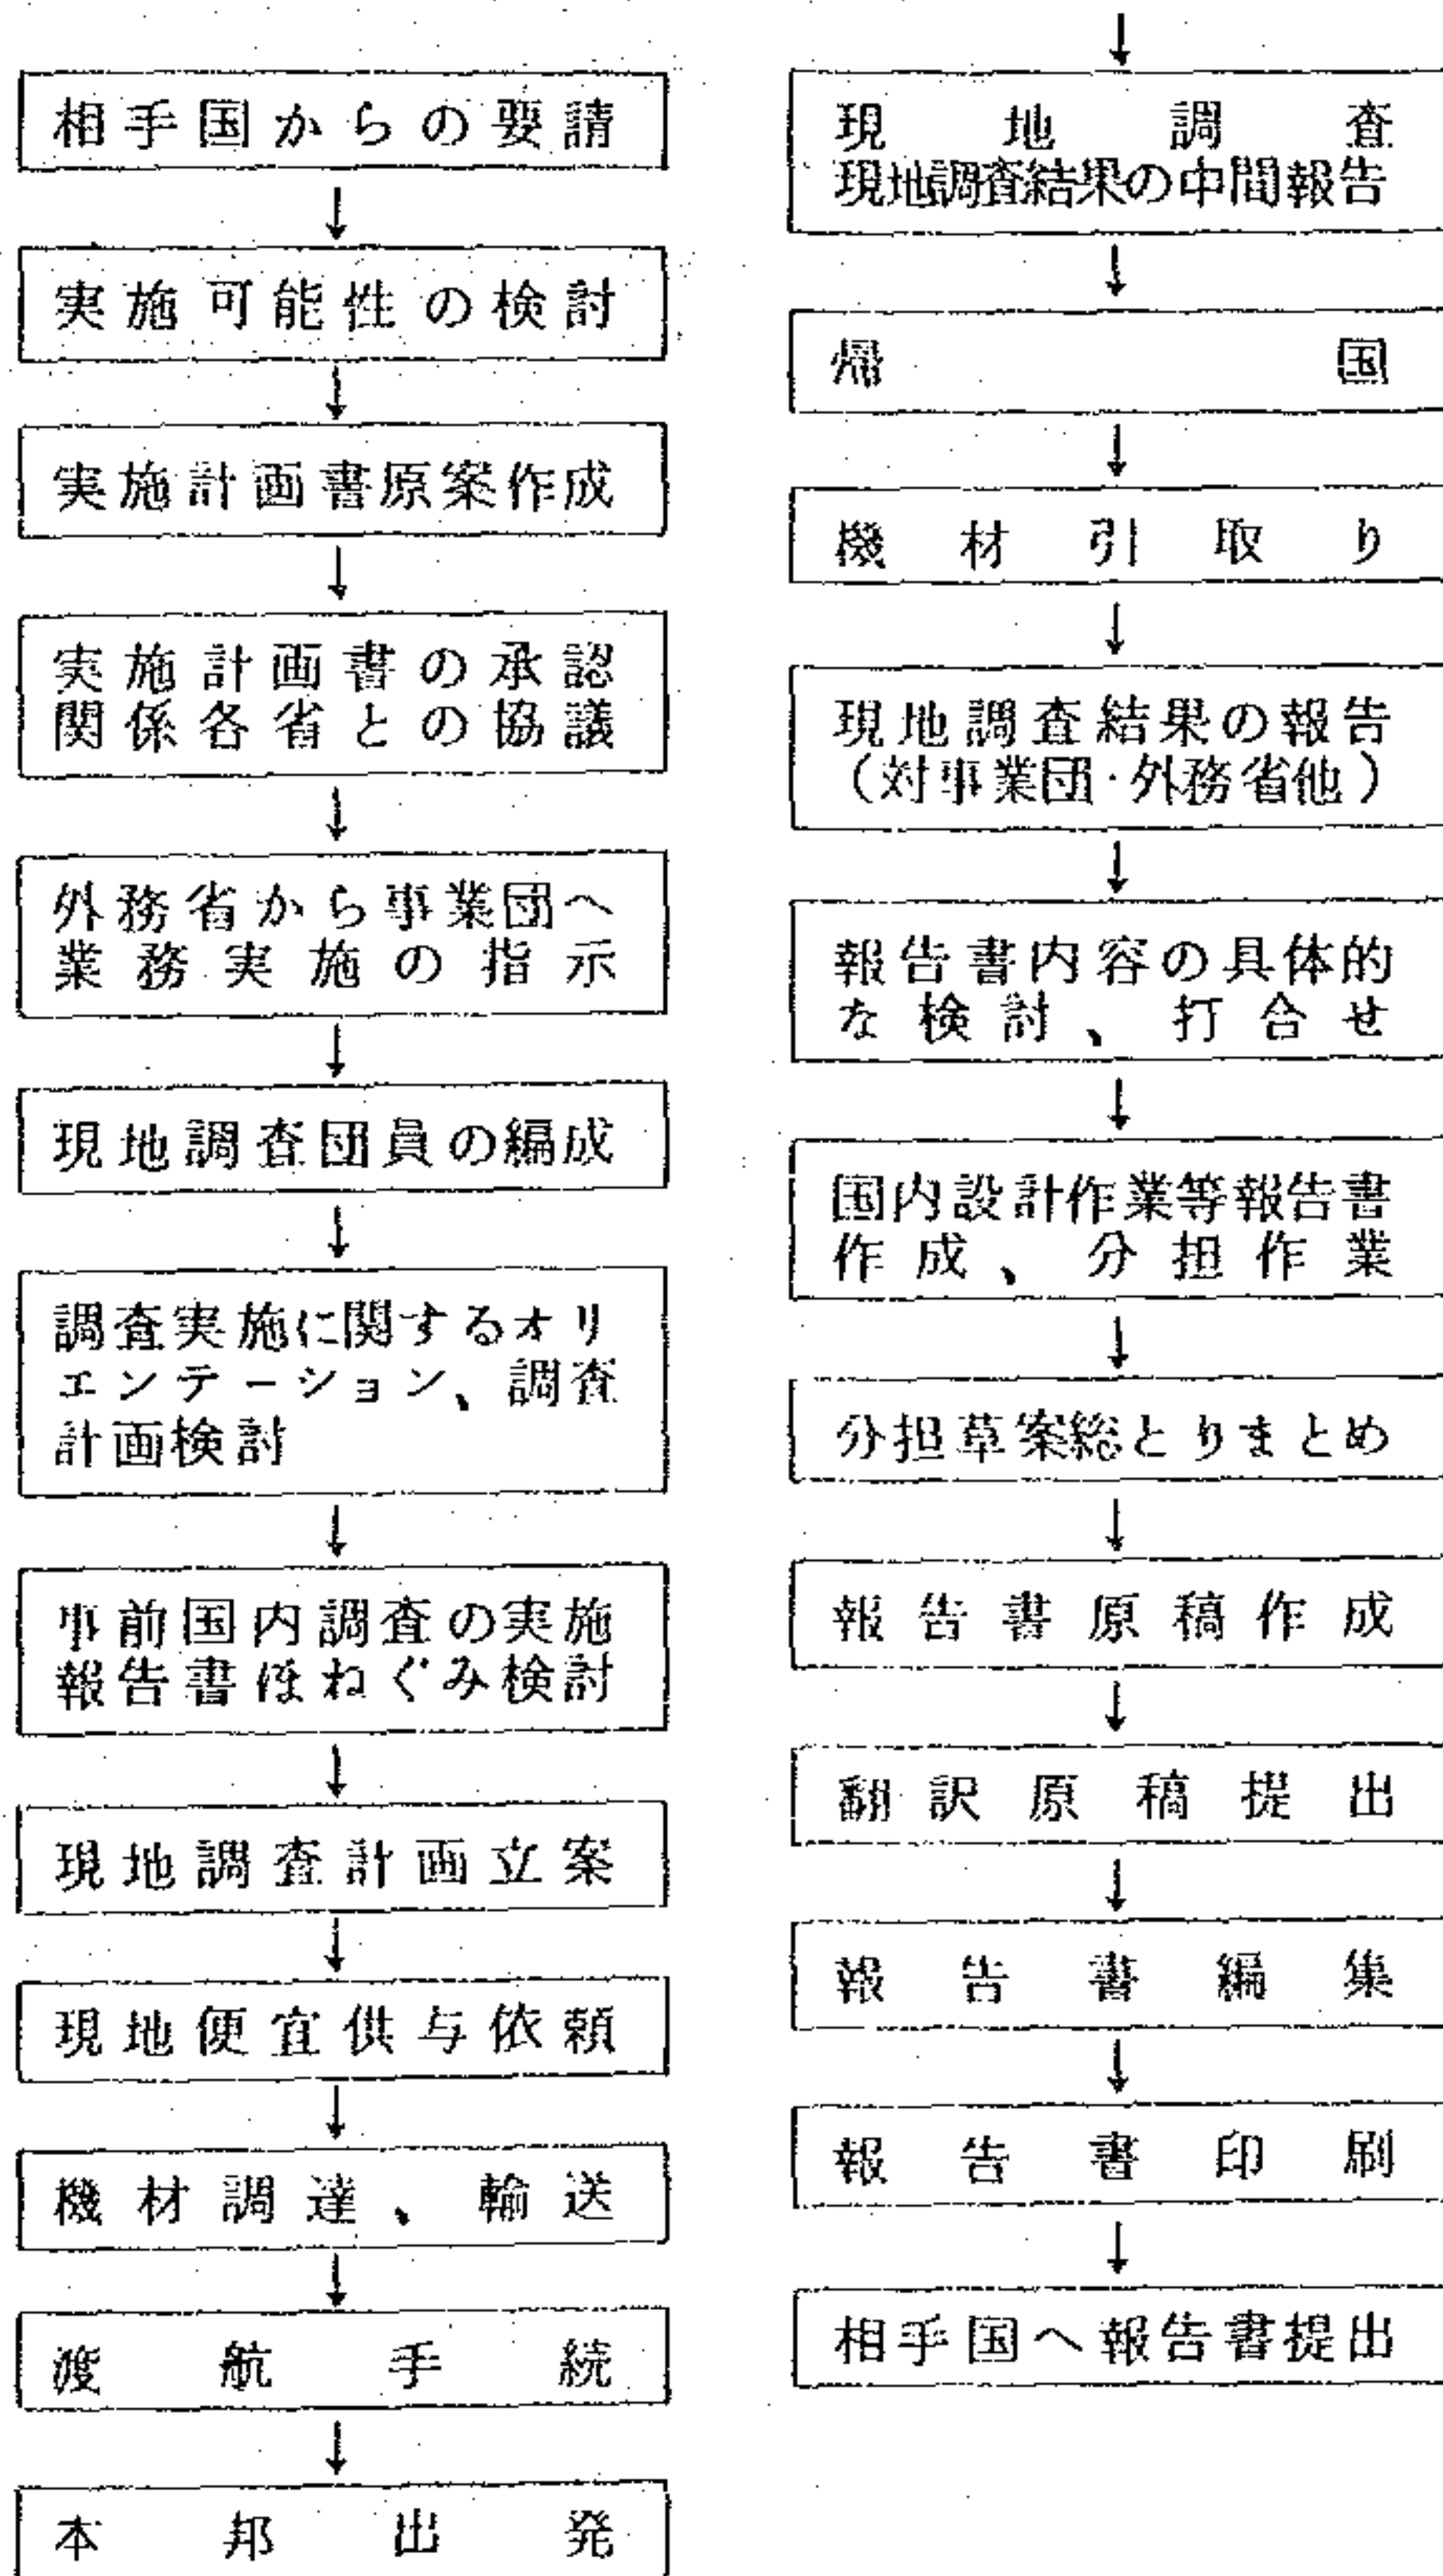 相手国からの要請
実施可能性の検討
実施計画書原案作成
実施計画書の承認
関係各省との協議
外務省から事業団へ
業務実施の指示
現地調査団員の編成
調査実施に関するオリ
エンテーション、調査
計画検討
事前国内調査の実施
報告書ほねぐみ検討
現地調査計画立案
現地便宜供与依頼
機材調達、輸送
渡航手続
本邦出発
現地調査
現地調査結果の中間報告
帰国
機材引取り
現地調査結果の報告
(対事業団・外務省他)
報告書内容の具体的
な検討、打合せ
国内設計作業等報告書
作成、分担作業
分担草案総とりまとめ
報告書原稿作成
翻訳原稿提出
報告書編集
報告書印刷
相手国へ報告書提出